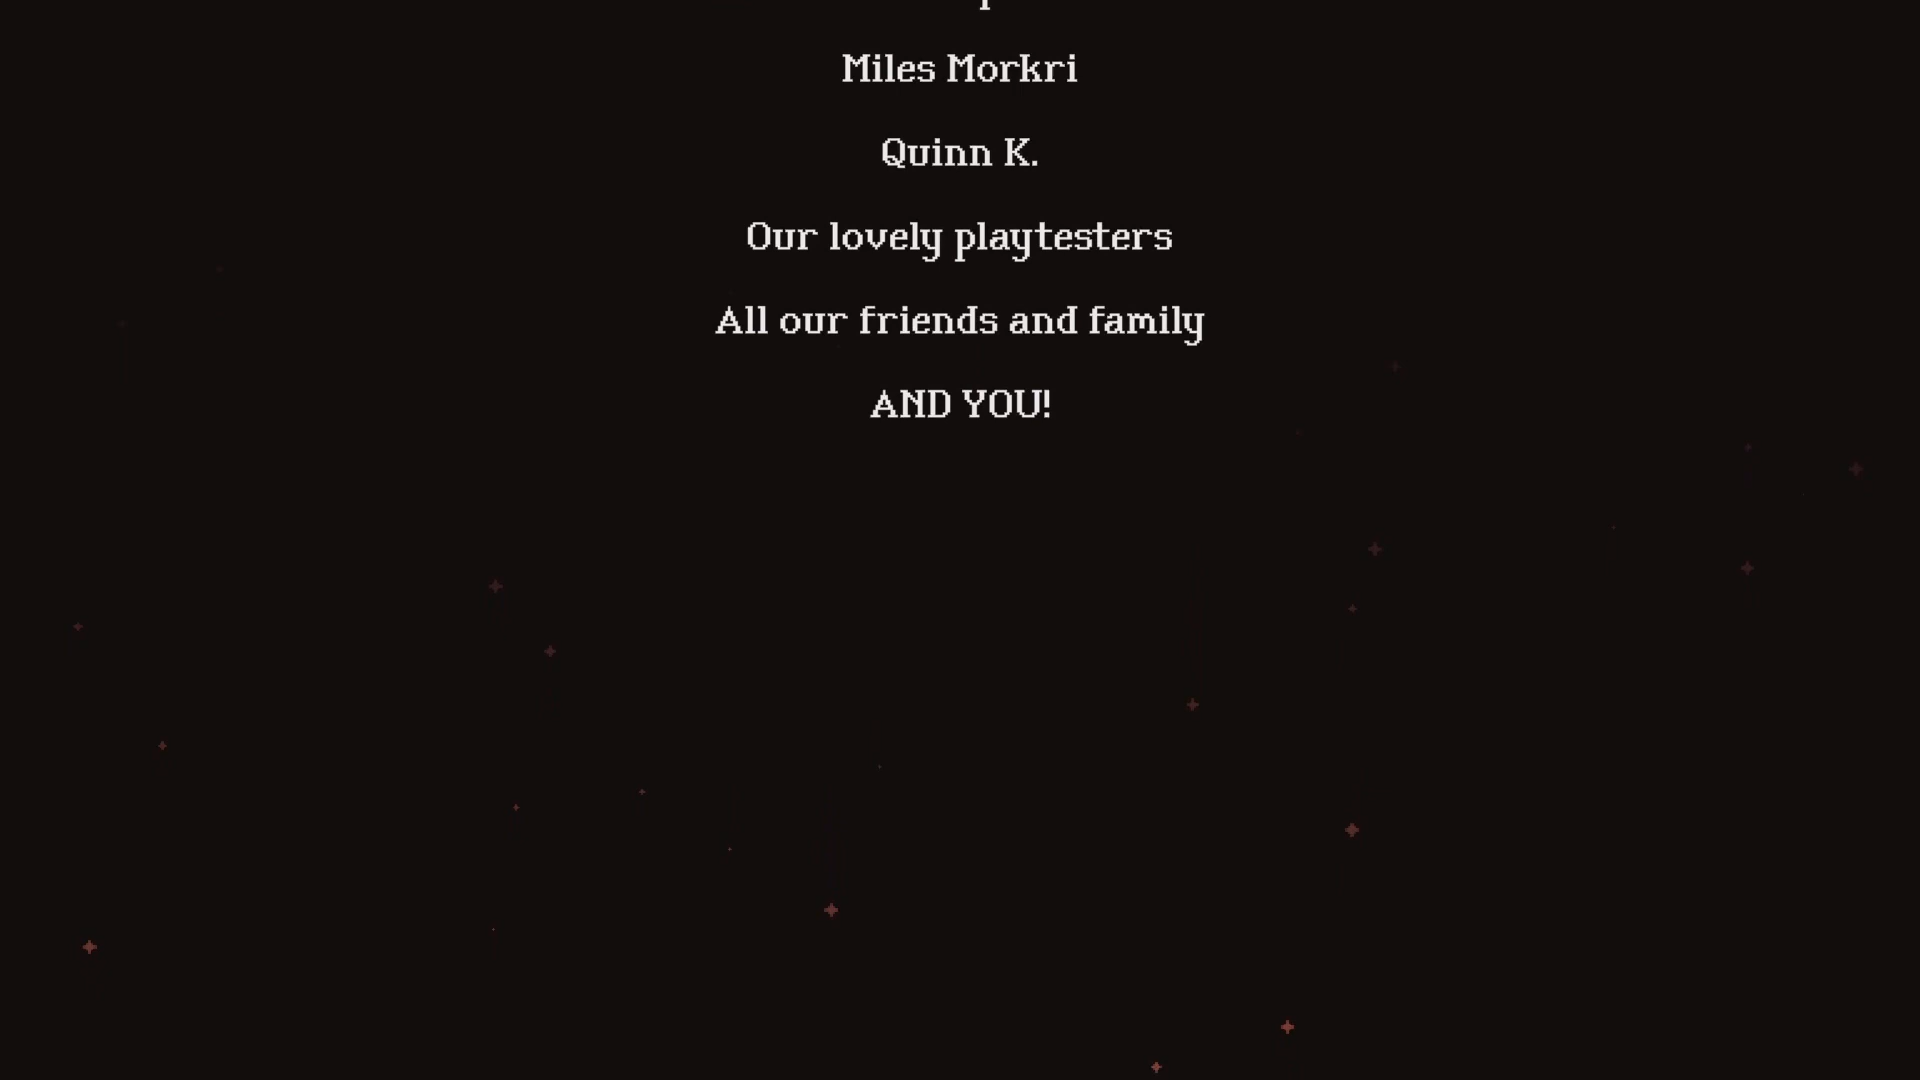 Miles Morkri
Quinn K.
Our lovely playtesters
All our friends and family
AND YOU!